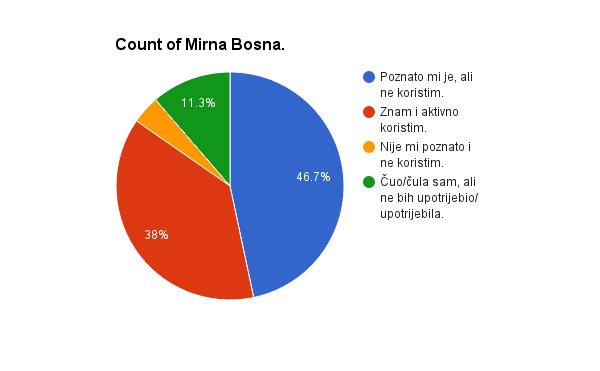 Count of Mirna Bosna.
Poznato mi je, ali
ne koristim.
Znam i aktivno
koristim.
Nije mi poznato i
ne koristim.
Čuo/čula sam, ali
ne bih upotrijebio/
upotrijebila.
11.3%
46.7%
38%